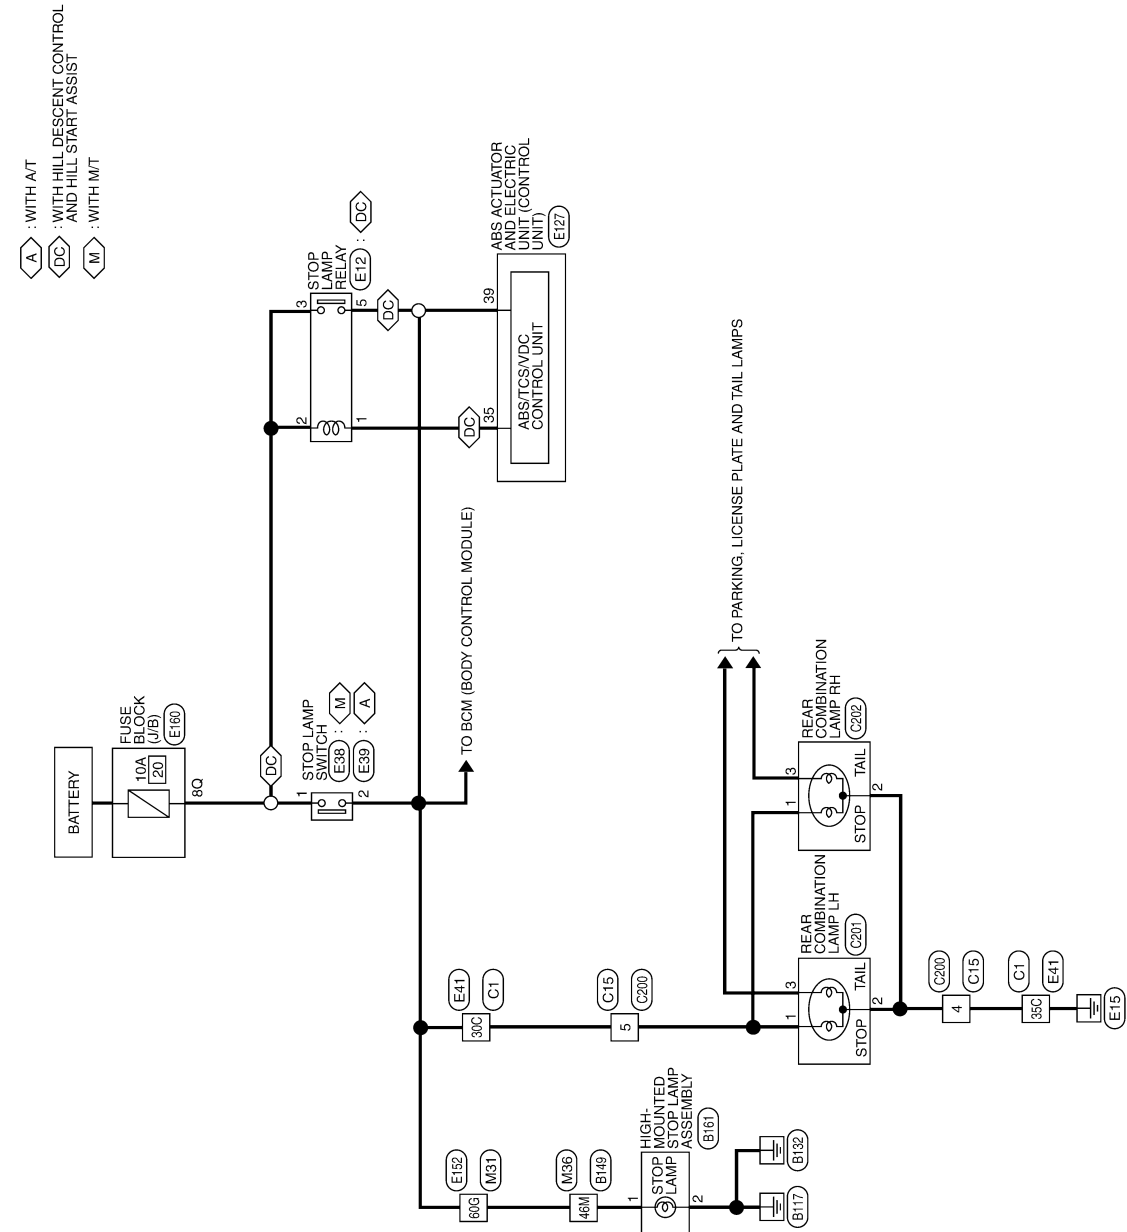 A : WITH A/T
DC : WITH HILL DESCENT CONTROL
AND HILL START ASSIST
M : WITH M/T
BATTERY
FUSE
BLOCK
(J/B)
E160
10A
20
8Q
DC
STOP LAMP
SWITCH
E38 : M
E39 : A
1
2
STOP
LAMP
RELAY
E12 : DC
3
5
2
1
DC
DC
39
35
ABS ACTUATOR
AND ELECTRIC
UNIT (CONTROL
UNIT)
E127
ABS/TCS/VDC
CONTROL UNIT
TO BCM (BODY CONTROL MODULE)
TO PARKING, LICENSE PLATE AND TAIL LAMPS
E41
30C
C1
C15
5
C200
REAR
COMBINATION
LAMP RH
C202
1
3
STOP
TAIL
2
REAR
COMBINATION
LAMP LH
C201
1
3
STOP
TAIL
2
C200
4
C15
C1
35C
E41
E15
E152
60G
M31
M36
46M
B149
HIGH-
MOUNTED
STOP LAMP
ASSEMBLY
B161
1
STOP
LAMP
2
B132
B117